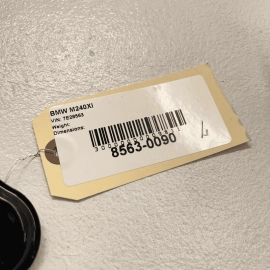 BMW M240XI
VIN: 7E28563
Weight:
Dimensions:
8563-0090